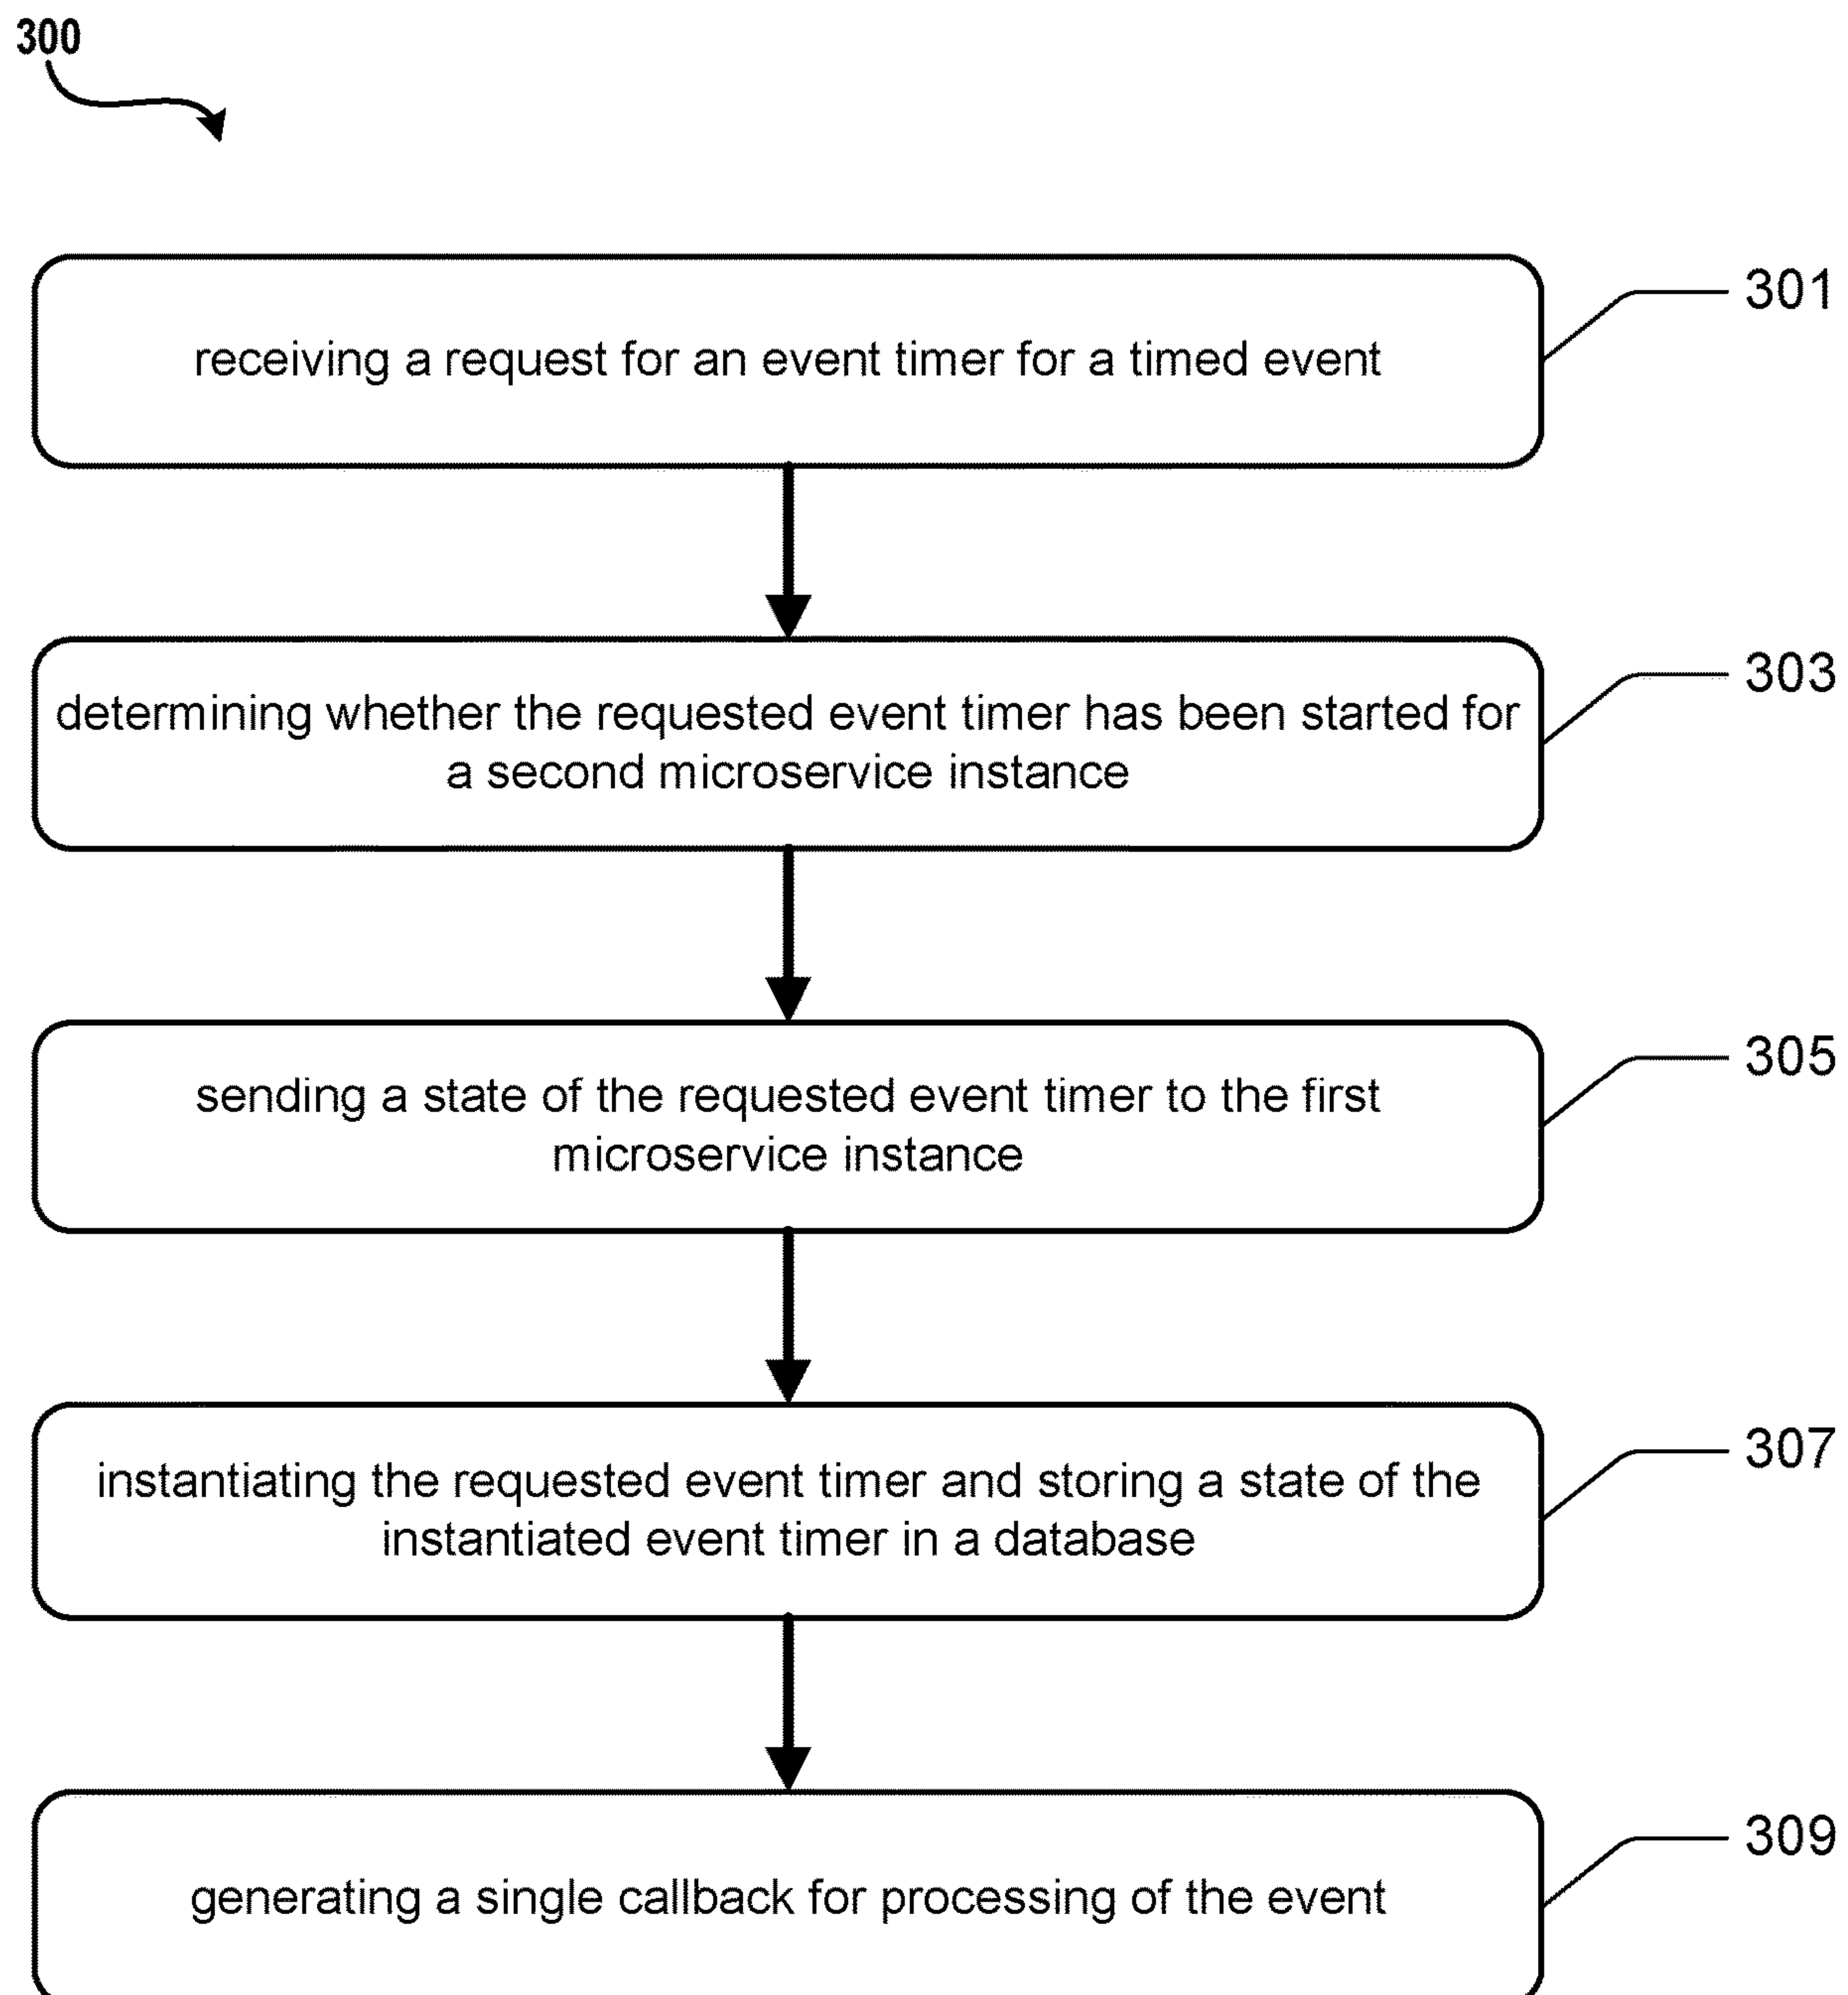 300
receiving a request for an event timer for a timed event
301
determining whether the requested event timer has been started for
a second microservice instance
303
sending a state of the requested event timer to the first
microservice instance
305
instantiating the requested event timer and storing a state of the
instantiated event timer in a database
307
generating a single callback for processing of the event
309